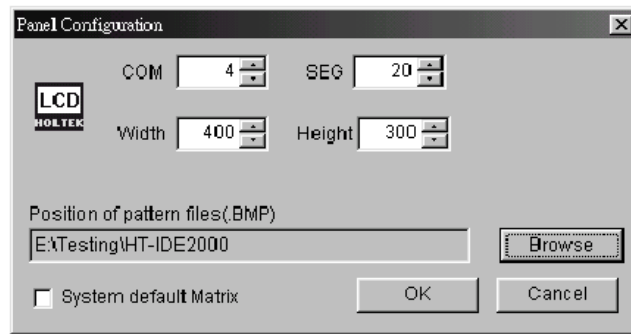 Panel Configuration
COM 4 SEG 20
LCD
HOLTEK
Width 400 Height 300
Position of pattern files(.BMP)
E:\Testing\HT-IDE2000 Browse
System default Matrix OK Cancel